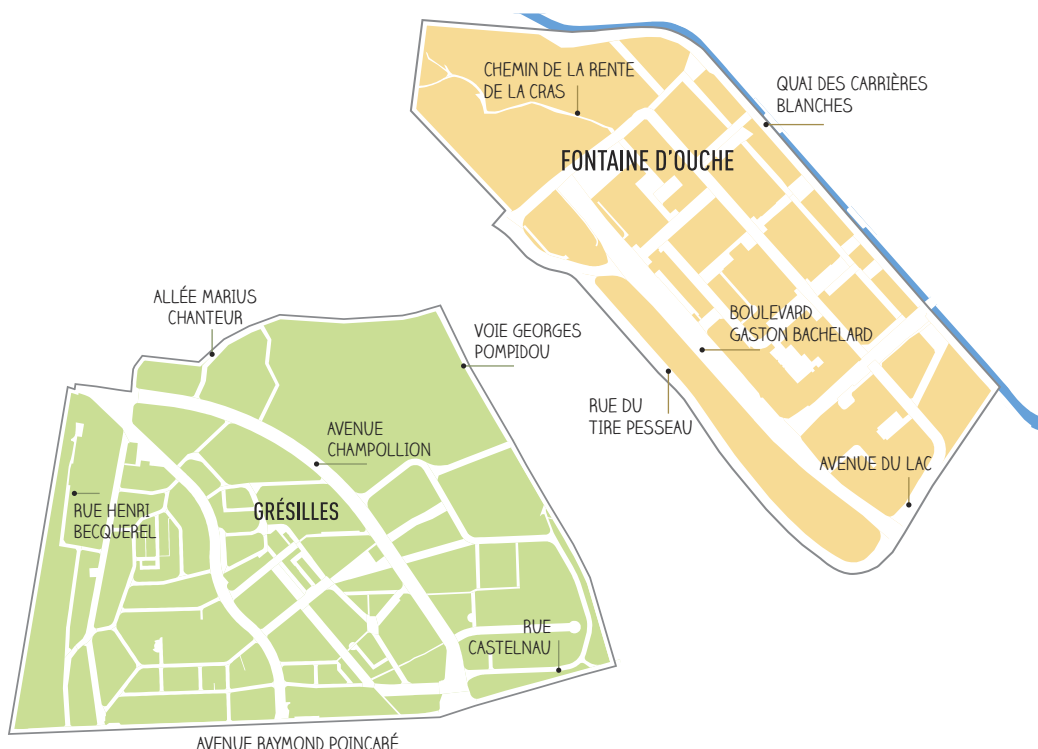 CHEMIN DE LA RENTE
DE LA CRAS
QUAI DES CARRIÈRES
BLANCHES
FONTAINE D'OUCHE
BOULEVARD
GASTON BACHELARD
RUE DU
TIRE PESSEAU
AVENUE DU LAC
ALLÉE MARIUS
CHANTEUR
VOIE GEORGES
POMPIDOU
AVENUE
CHAMPOLLION
GRÉSILLES
RUE HENRI
BECQUEREL
RUE
CASTELNAU
AVENUE RAYMOND POINCARÉ